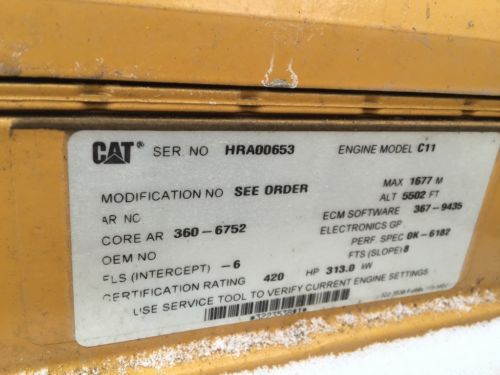 CAT® SER. NO HRA00653 ENGINE MODEL C11
MODIFICATION NO SEE ORDER MAX 1677 M
ALT 5502 FT
AR NO ECM SOFTWARE 367-9435
CORE AR 360-6752 ELECTRONICS GP
OEM NO PERF SPEC 0K-6182
FLS (INTERCEPT) -6 FTS (SLOPE) 8
CERTIFICATION RATING 420 HP 313.0 kW
USE SERVICE TOOL TO VERIFY CURRENT ENGINE SETTINGS